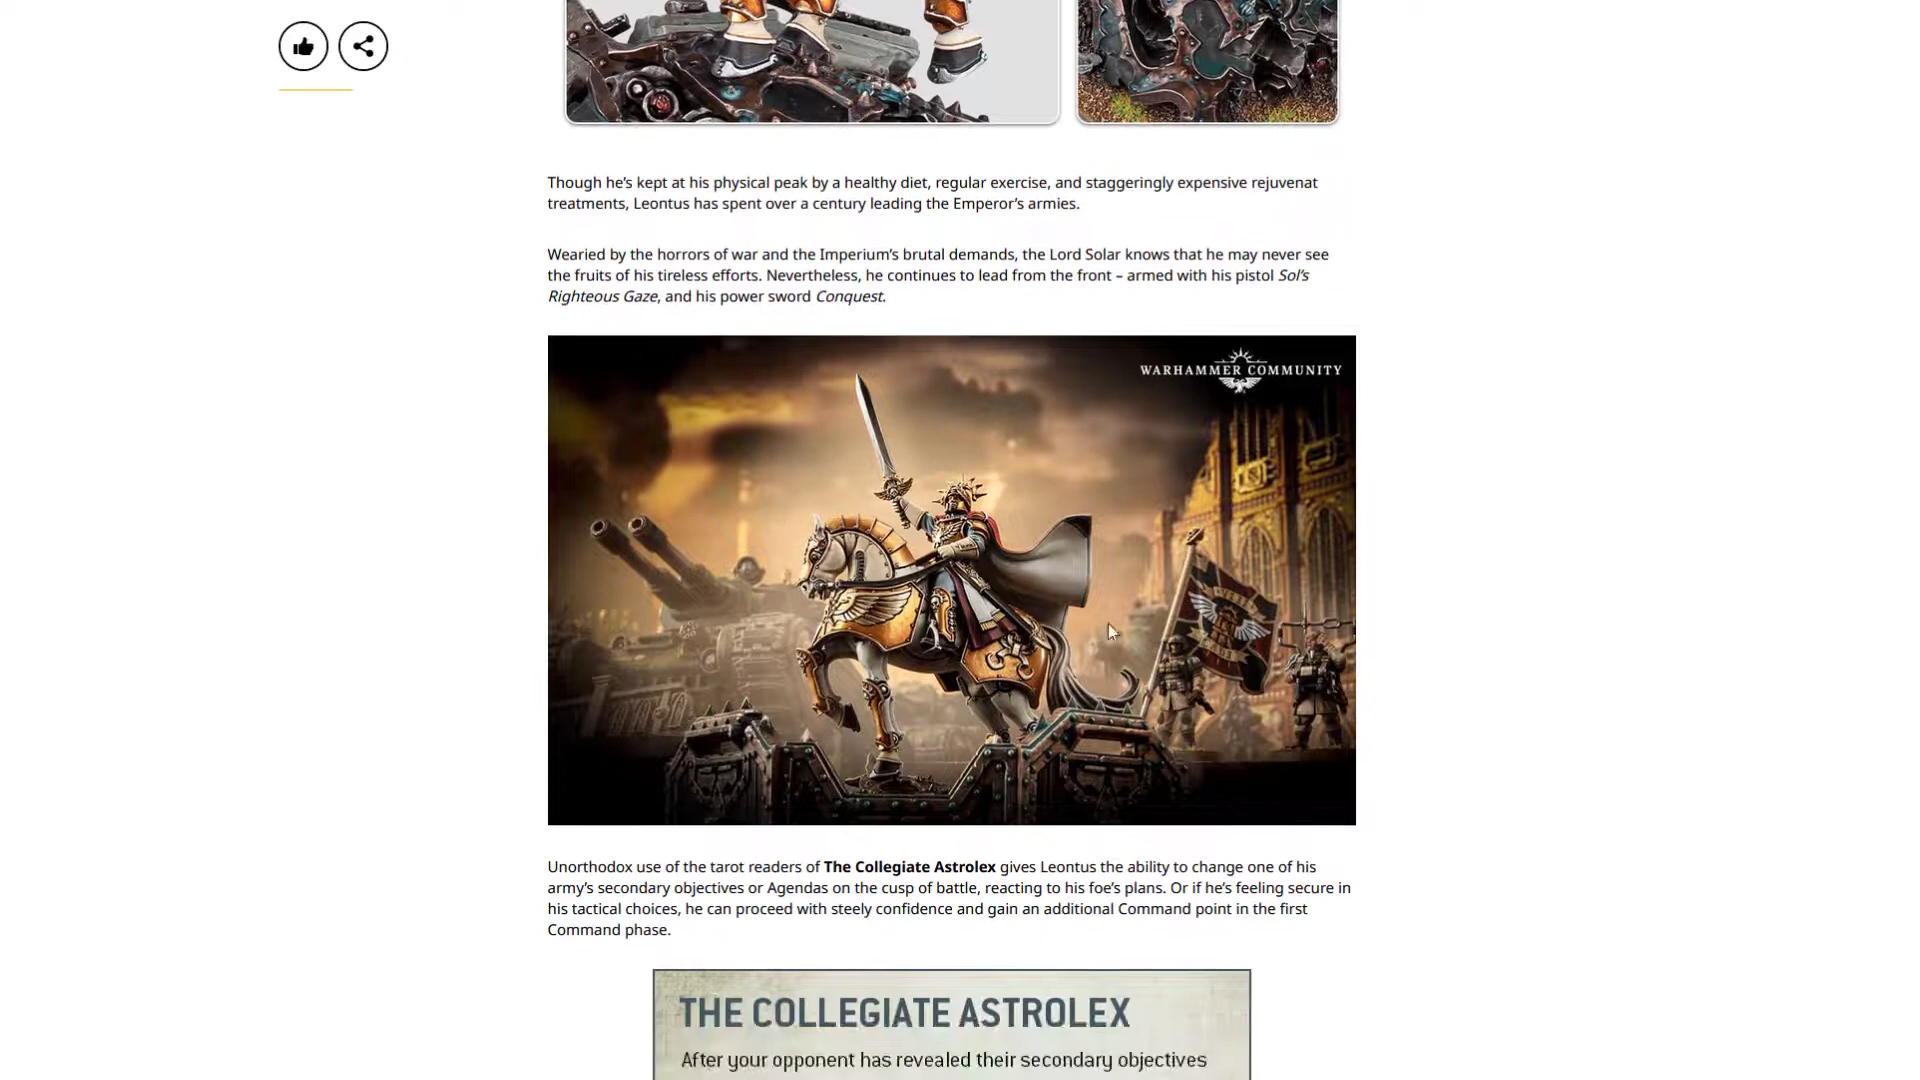 Though he’s kept at his physical peak by a healthy diet, regular exercise, and staggeringly expensive rejuvenat
treatments, Leontus has spent over a century leading the Emperor’s armies.
Wearied by the horrors of war and the Imperium’s brutal demands, the Lord Solar knows that he may never see
the fruits of his tireless efforts. Nevertheless, he continues to lead from the front – armed with his pistol Sol’s
Righteous Gaze, and his power sword Conquest.
WARHAMMER COMMUNITY
Unorthodox use of the tarot readers of The Collegiate Astrolex gives Leontus the ability to change one of his
army’s secondary objectives or Agendas on the cusp of battle, reacting to his foe’s plans. Or if he’s feeling secure in
his tactical choices, he can proceed with steely confidence and gain an additional Command point in the first
Command phase.
THE COLLEGIATE ASTROLEX
After your opponent has revealed their secondary objectives